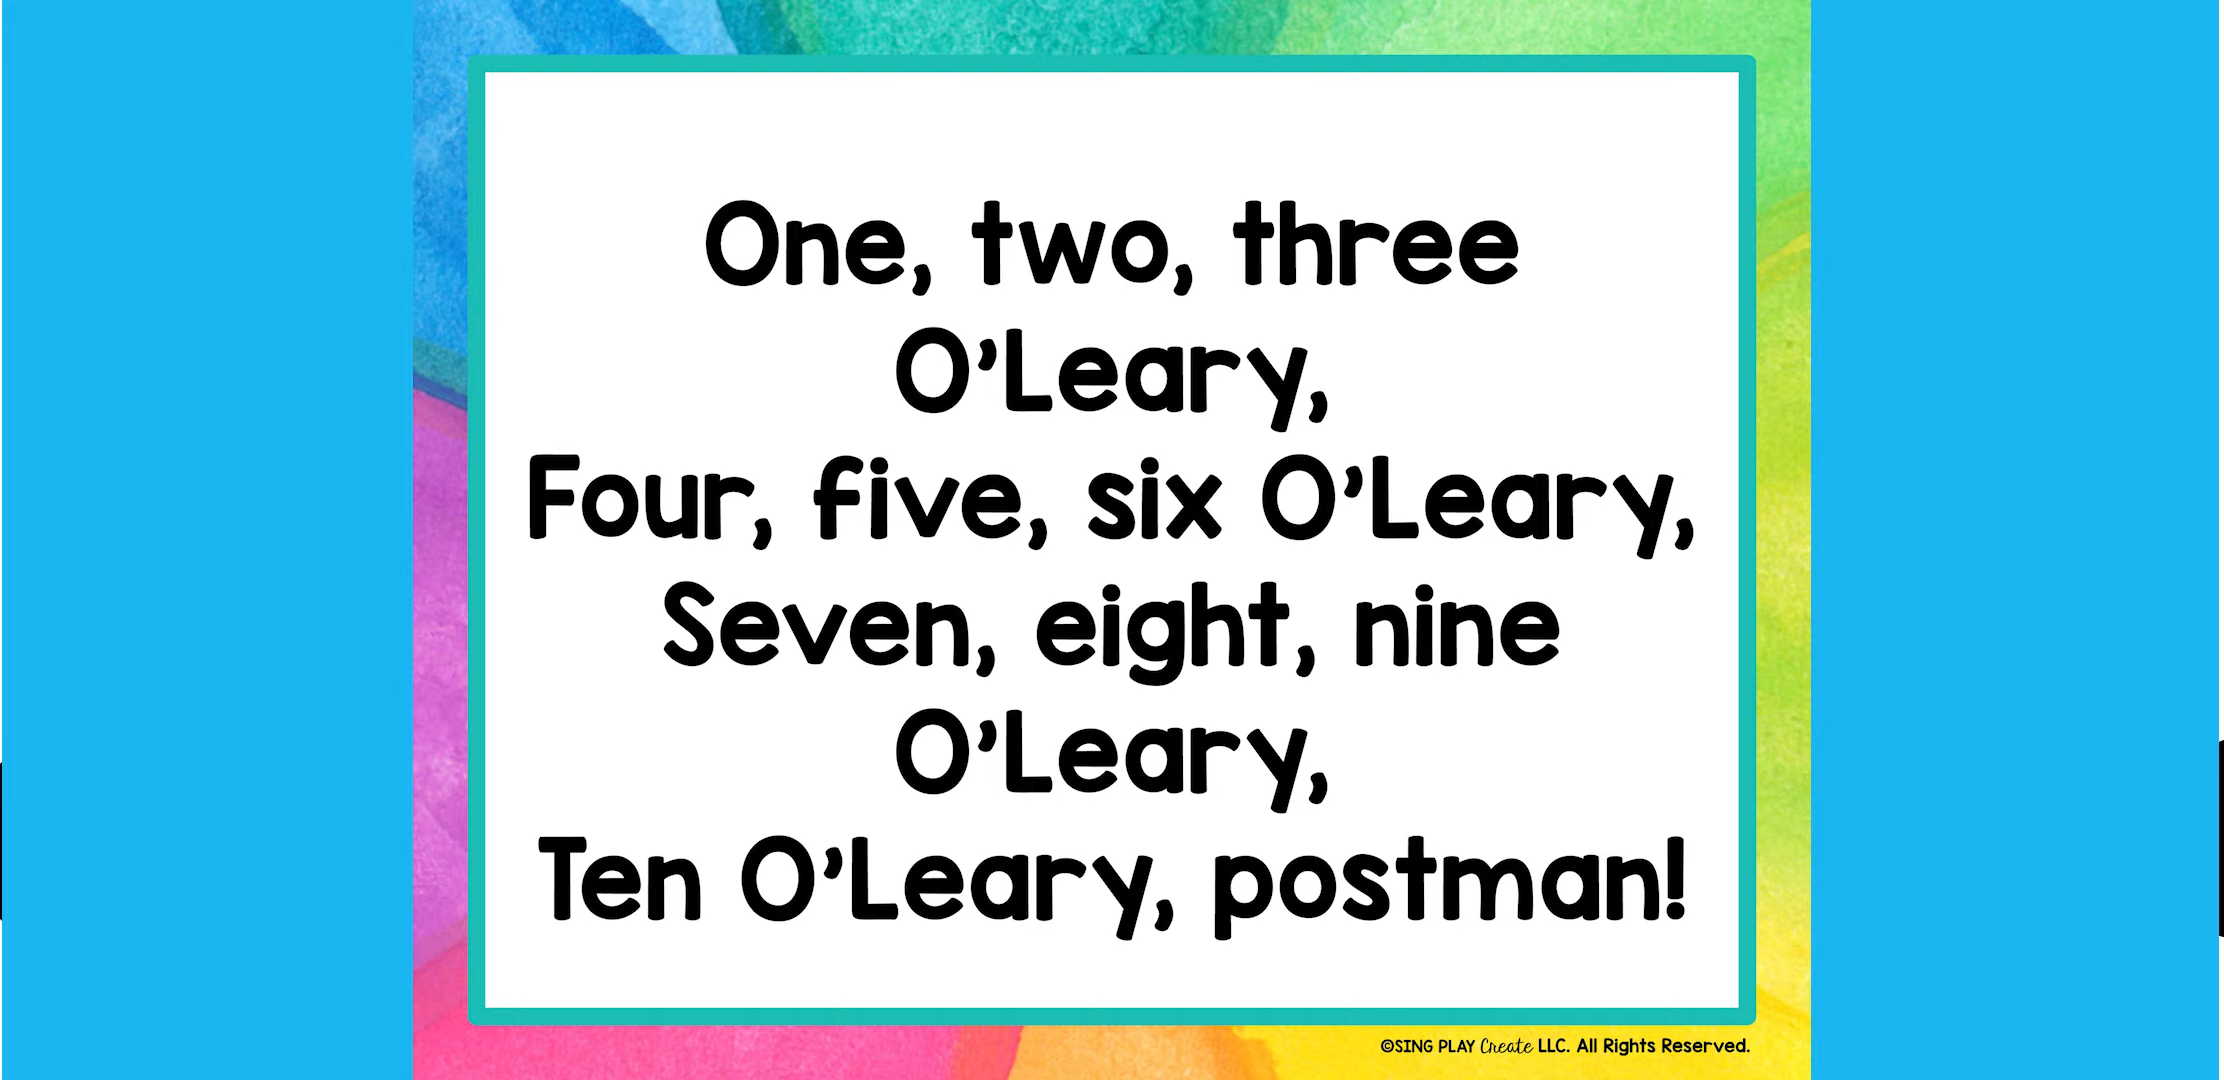 One, two, three
O’Leary,
Four, five, six O’Leary,
Seven, eight, nine
O’Leary,
Ten O’Leary, postman!
©SING PLAY Create LLC. All Rights Reserved.